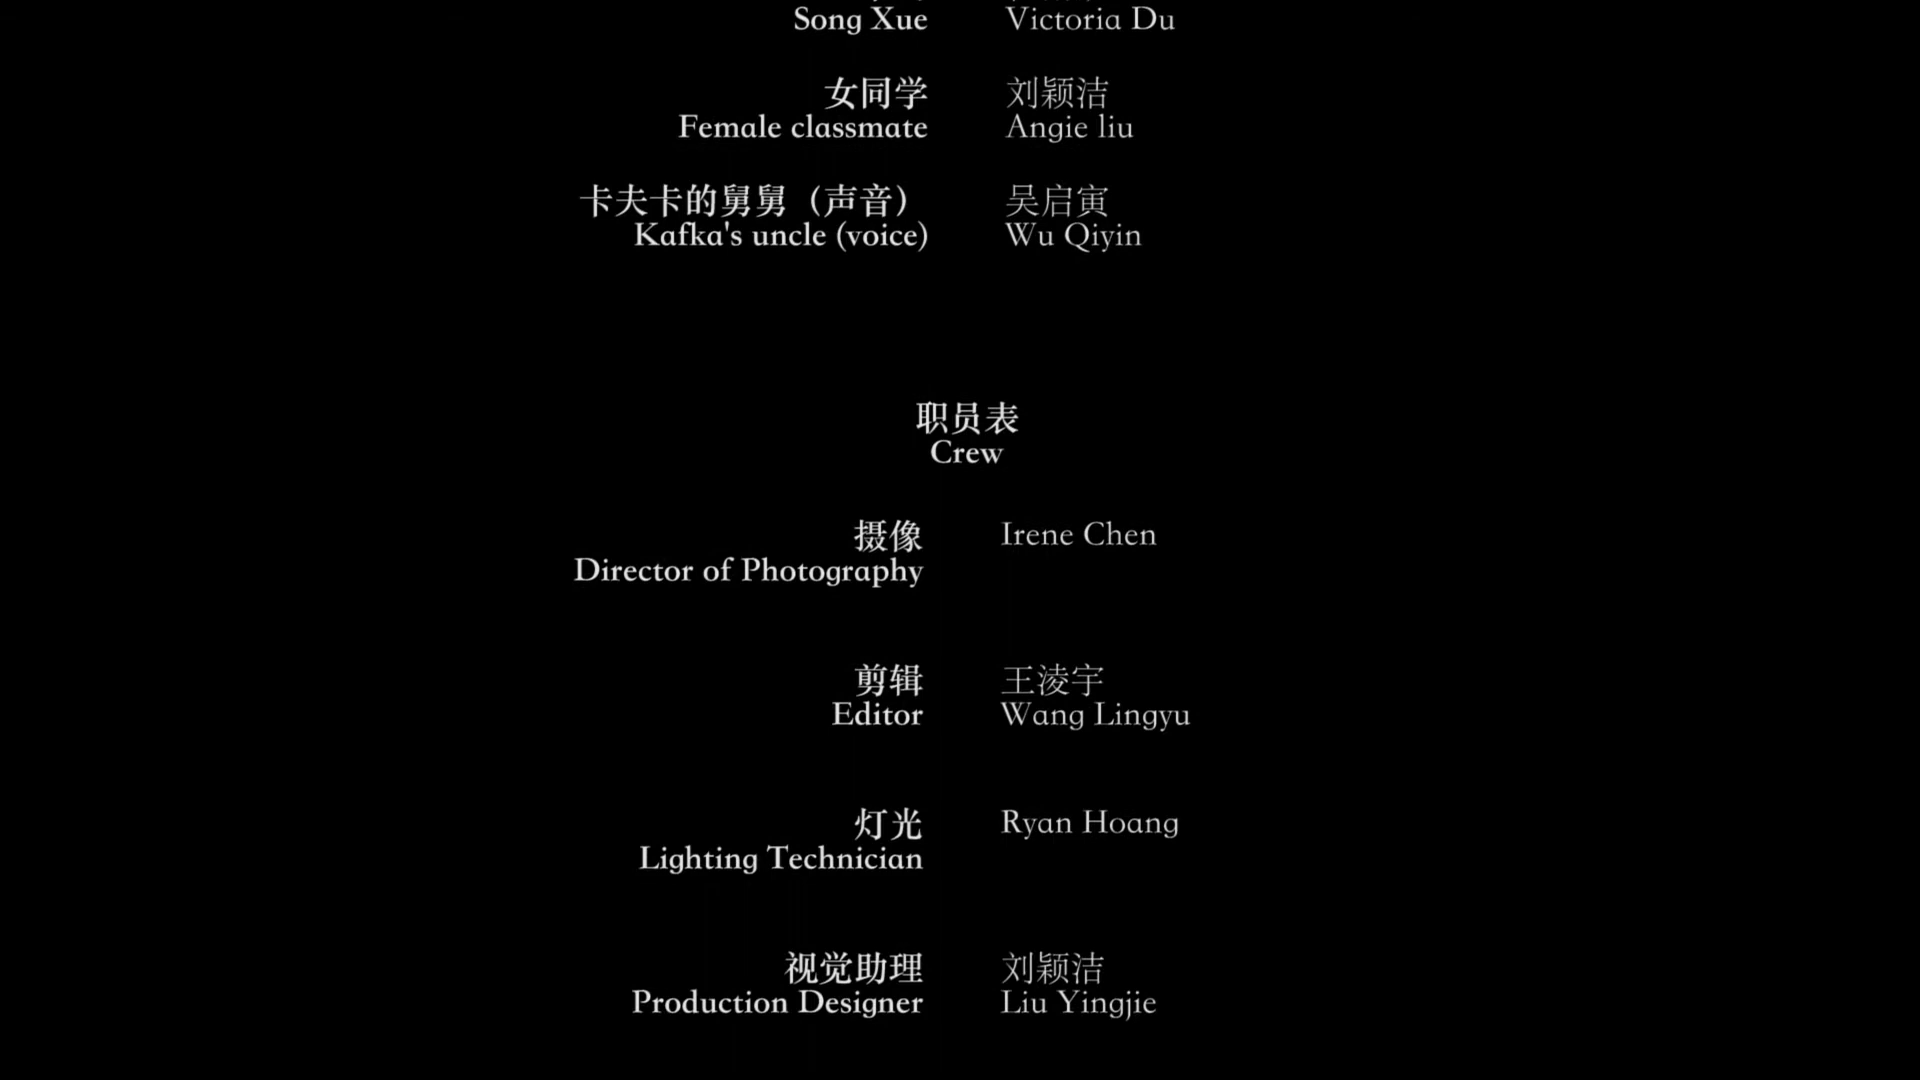 Song Xue Victoria Du
女同学 刘颖洁
Female classmate Angie liu
卡夫卡的舅舅（声音） 吴启寅
Kafka's uncle (voice) Wu Qiyin
职员表
Crew
摄像 Irene Chen
Director of Photography
剪辑 王淩宇
Editor Wang Lingyu
灯光 Ryan Hoang
Lighting Technician
视觉助理 刘颖洁
Production Designer Liu Yingjie